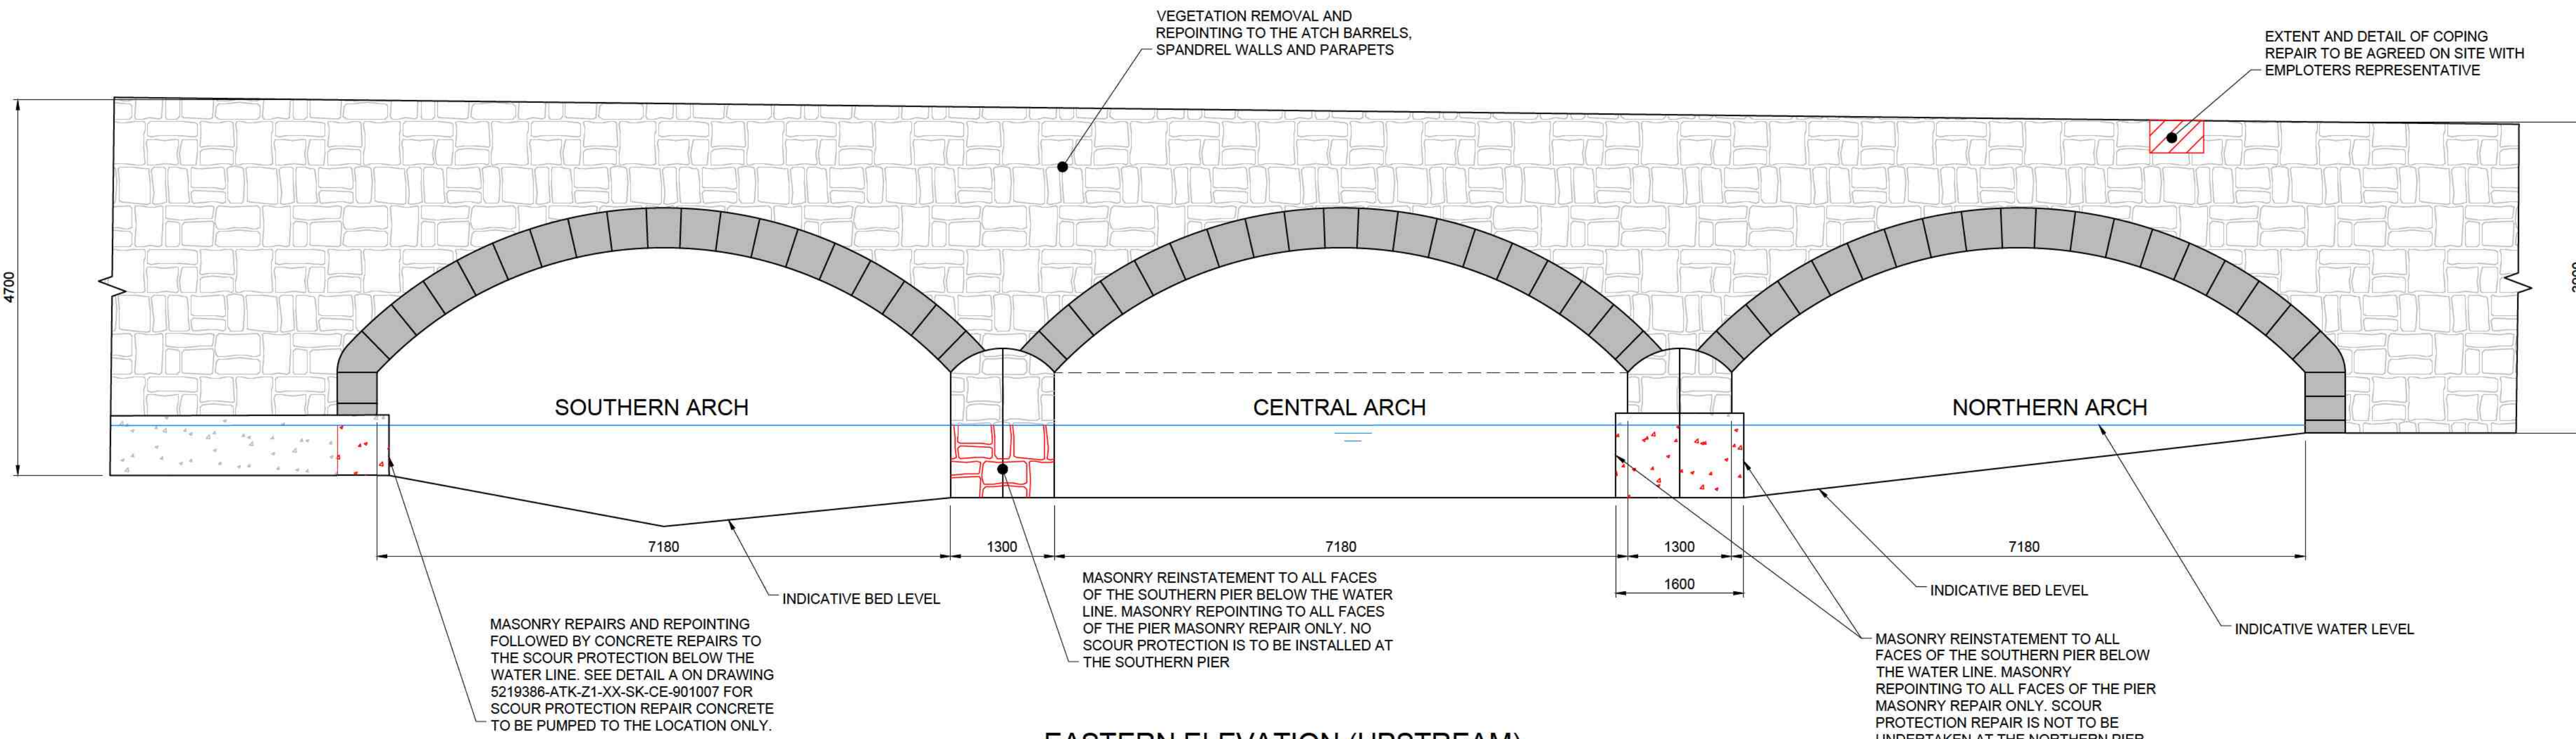 VEGETATION REMOVAL AND
REPOINTING TO THE ATCH BARRELS,
SPANDREL WALLS AND PARAPETS
EXTENT AND DETAIL OF COPING
REPAIR TO BE AGREED ON SITE WITH
EMPLOTERS REPRESENTATIVE
4700
SOUTHERN ARCH
CENTRAL ARCH
NORTHERN ARCH
7180
1300
7180
1300
7180
1600
INDICATIVE BED LEVEL
MASONRY REPAIRS AND REPOINTING
FOLLOWED BY CONCRETE REPAIRS TO
THE SCOUR PROTECTION BELOW THE
WATER LINE. SEE DETAIL A ON DRAWING
5219386-ATK-Z1-XX-SK-CE-901007 FOR
SCOUR PROTECTION REPAIR CONCRETE
TO BE PUMPED TO THE LOCATION ONLY.
MASONRY REINSTATEMENT TO ALL FACES
OF THE SOUTHERN PIER BELOW THE WATER
LINE. MASONRY REPOINTING TO ALL FACES
OF THE PIER MASONRY REPAIR ONLY. NO
SCOUR PROTECTION IS TO BE INSTALLED AT
THE SOUTHERN PIER
INDICATIVE BED LEVEL
INDICATIVE WATER LEVEL
MASONRY REINSTATEMENT TO ALL
FACES OF THE SOUTHERN PIER BELOW
THE WATER LINE. MASONRY
REPOINTING TO ALL FACES OF THE PIER
MASONRY REPAIR ONLY. SCOUR
PROTECTION REPAIR IS NOT TO BE
UNDERTAKEN AT THE NORTHERN PIER
EASTERN ELEVATION (UPSTREAM)